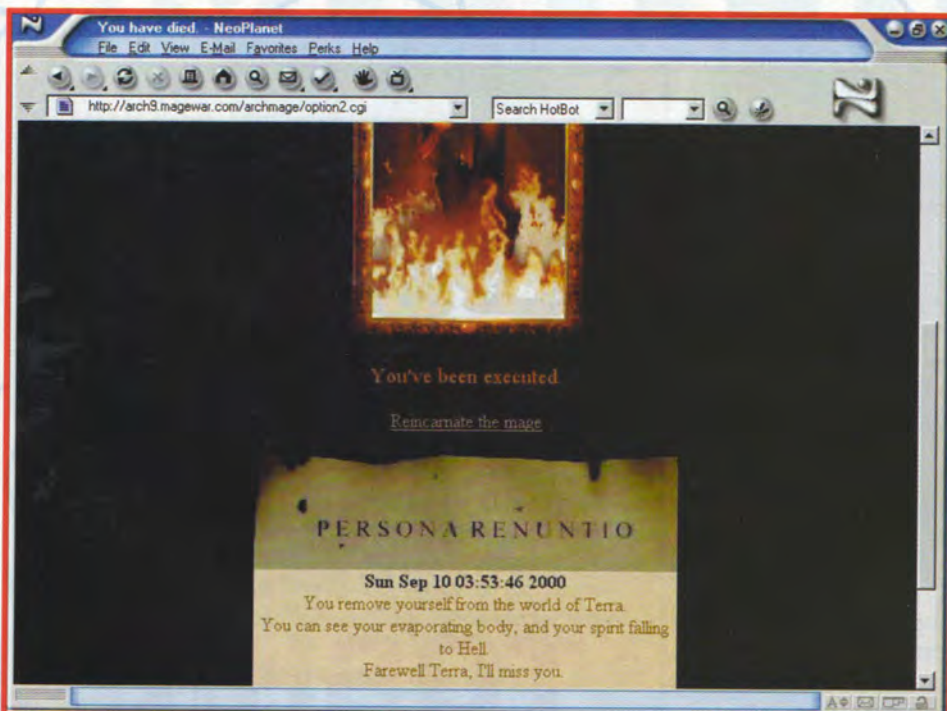 You have died. - NeoPlanet
File Edit View E-Mail Favorites Perks Help
http://arch9.magewar.com/archmage/option2.cgi
Search HotBot
You've been executed.
Reincarnate the mage
PERSONA RENUNTIO
Sun Sep 10 03:53:46 2000
You remove yourself from the world of Terra.
You can see your evaporating body, and your spirit falling
to Hell.
Farewell Terra, I'll miss you.